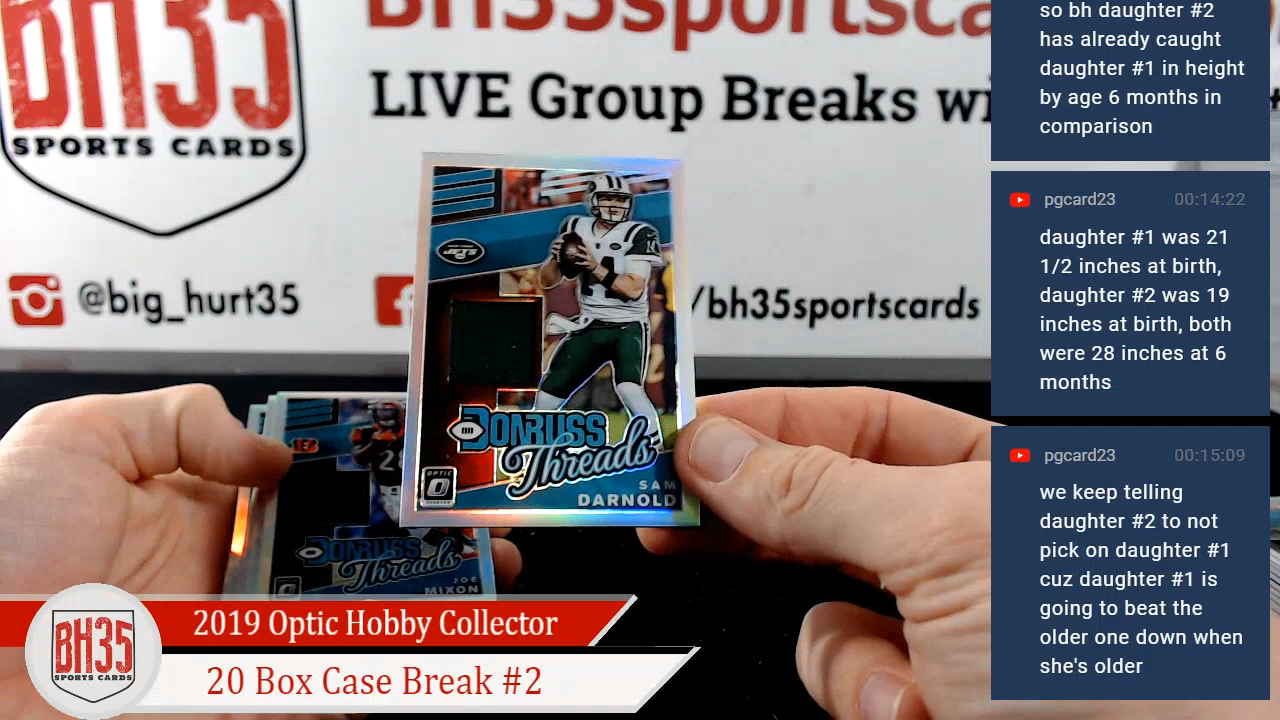 BH35sportsca
BH35
SPORTS CARDS
LIVE Group Breaks wi
@big_hurt35
/bh35sportscards
JETS
14
DONRUSS
Threads
OPTIC
SAM
DARNOLD
DONRUSS
Threads
JOE
MIXON
2019 Optic Hobby Collector
20 Box Case Break #2
BH35
SPORTS CARDS
so bh daughter #2
has already caught
daughter #1 in height
by age 6 months in
comparison
pgcard23 00:14:22
daughter #1 was 21
1/2 inches at birth,
daughter #2 was 19
inches at birth, both
were 28 inches at 6
months
pgcard23 00:15:09
we keep telling
daughter #2 to not
pick on daughter #1
cuz daughter #1 is
going to beat the
older one down when
she's older